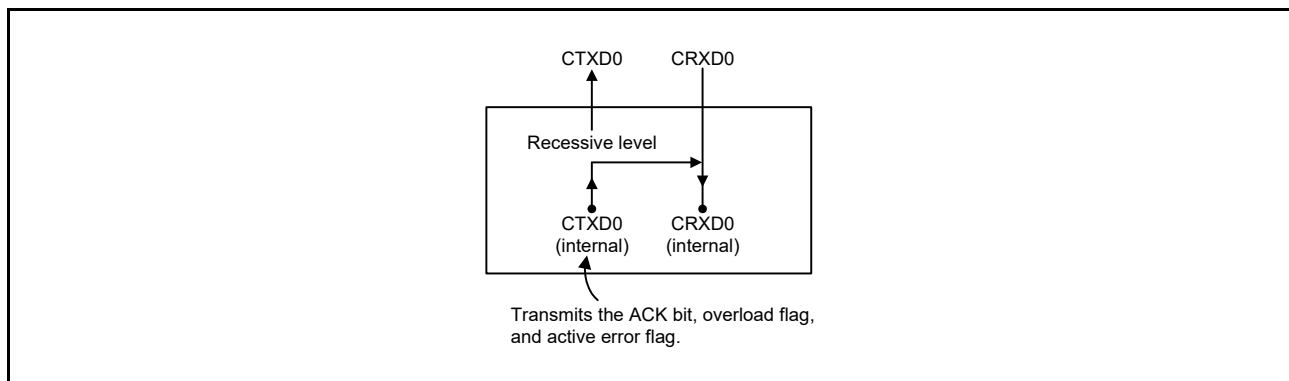 CTXD0 CRXD0
Recessive level
CTXD0 CRXD0
(internal) (internal)
Transmits the ACK bit, overload flag,
and active error flag.